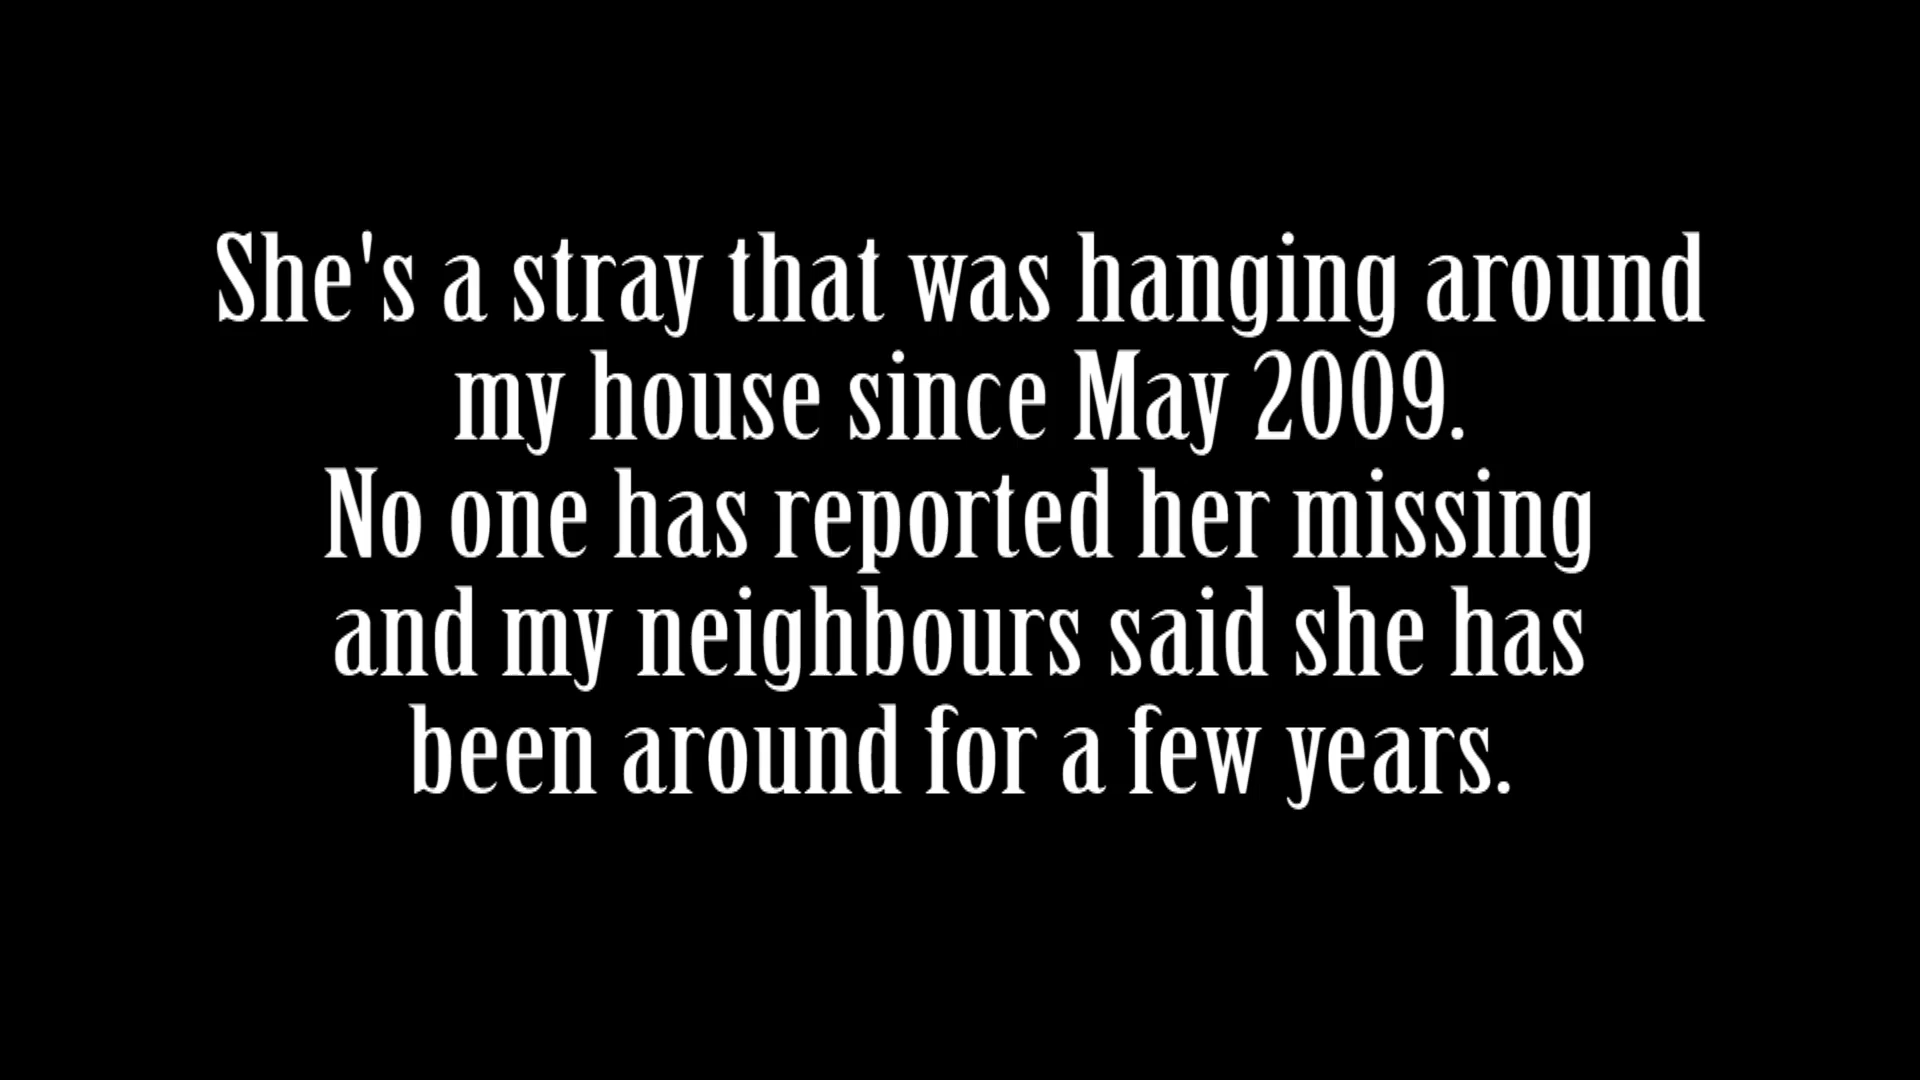 She's a stray that was hanging around
my house since May 2009.
No one has reported her missing
and my neighbours said she has
been around for a few years.